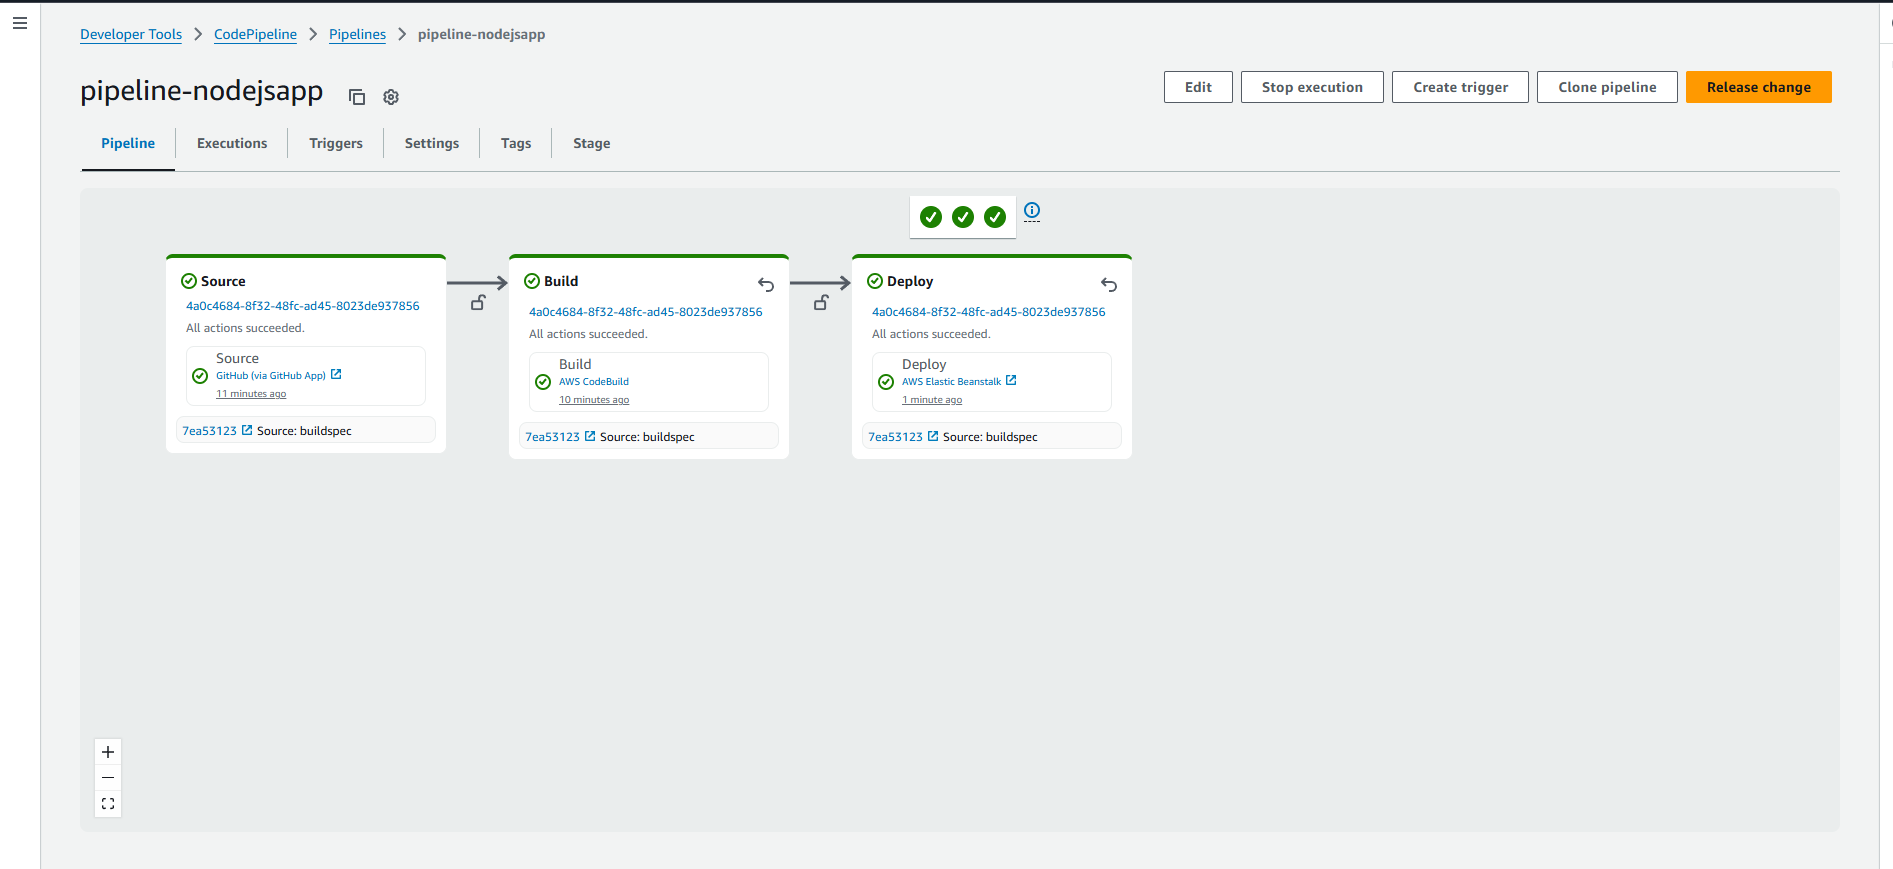 Developer Tools > CodePipeline > Pipelines > pipeline-nodejsapp
pipeline-nodejsapp
Edit
Stop execution
Create trigger
Clone pipeline
Release change
Pipeline
Executions
Triggers
Settings
Tags
Stage
Source
4a0c4684-8f32-48fc-ad45-8023de937856
All actions succeeded.
Source
GitHub (via GitHub App)
11 minutes ago
7ea53123 Source: buildspec
Build
4a0c4684-8f32-48fc-ad45-8023de937856
All actions succeeded.
Build
AWS CodeBuild
10 minutes ago
7ea53123 Source: buildspec
Deploy
4a0c4684-8f32-48fc-ad45-8023de937856
All actions succeeded.
Deploy
AWS Elastic Beanstalk
1 minute ago
7ea53123 Source: buildspec